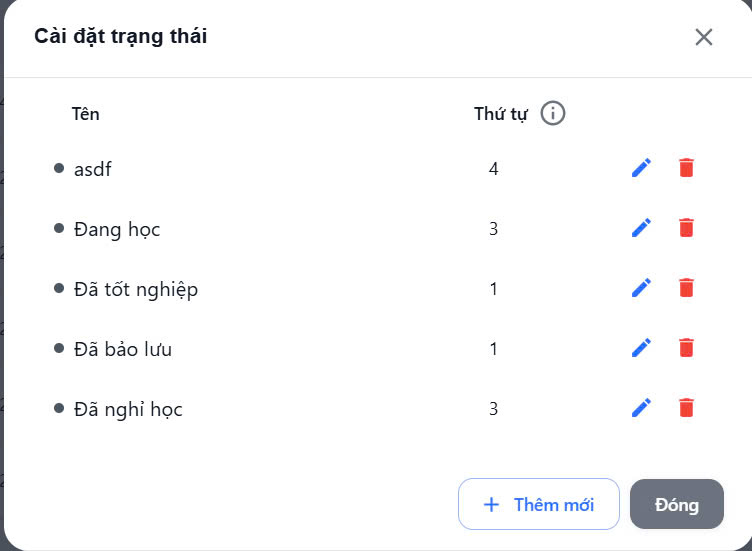 Cài đặt trạng thái
Tên Thứ tự
asdf 4
Đang học 3
Đã tốt nghiệp 1
Đã bảo lưu 1
Đã nghỉ học 3
+ Thêm mới Đóng